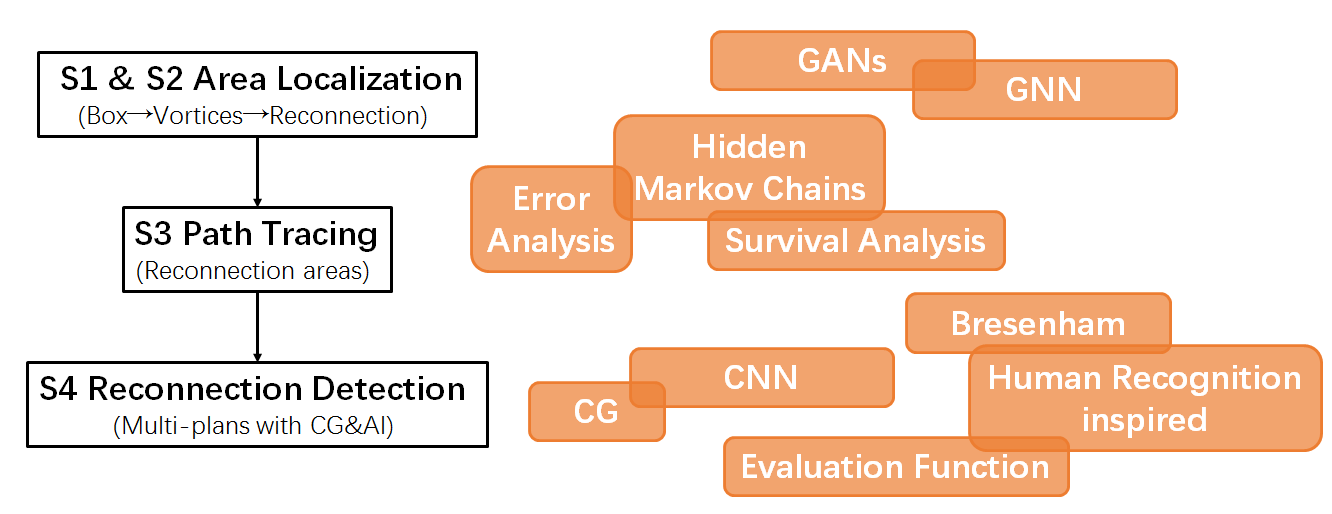 S1 & S2 Area Localization
(Box→Vortices→Reconnection)
S3 Path Tracing
(Reconnection areas)
S4 Reconnection Detection
(Multi-plans with CG&AI)
GANs
GNN
Hidden
Markov Chains
Error
Analysis
Survival Analysis
Bresenham
Human Recognition
inspired
CNN
CG
Evaluation Function